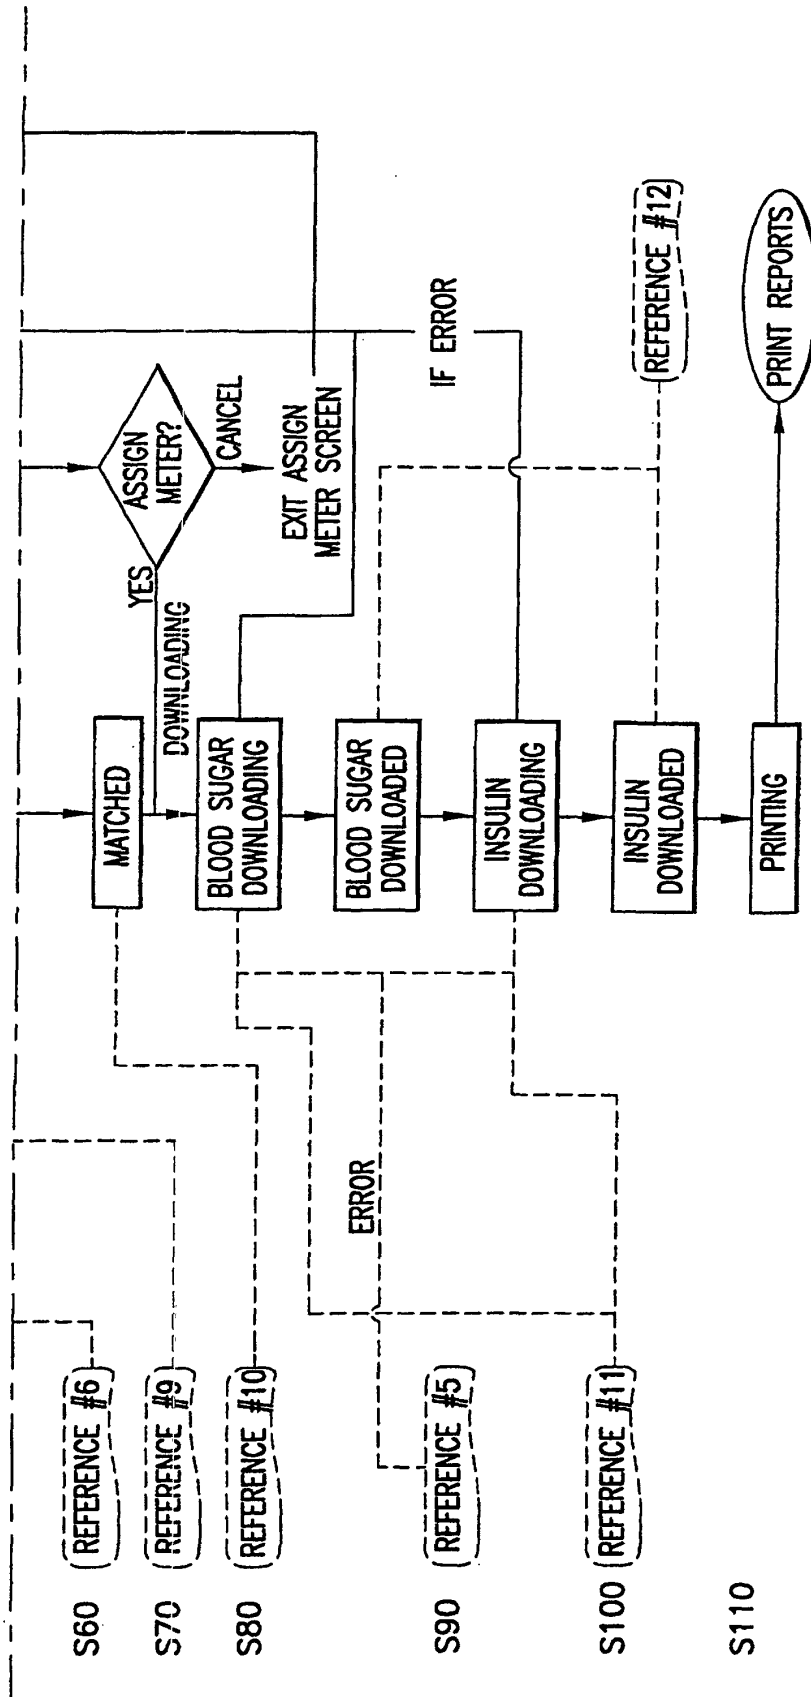 S60
REFERENCE #6
S70
REFERENCE #9
S80
REFERENCE #10
S90
REFERENCE #5
S100
REFERENCE #11
S110
ERROR
MATCHED
DOWNLOADING
YES
ASSIGN
METER?
CANCEL
EXIT ASSIGN
METER SCREEN
BLOOD SUGAR
DOWNLOADING
IF ERROR
BLOOD SUGAR
DOWNLOADED
INSULIN
DOWNLOADING
INSULIN
DOWNLOADED
REFERENCE #12
PRINTING
PRINT REPORTS